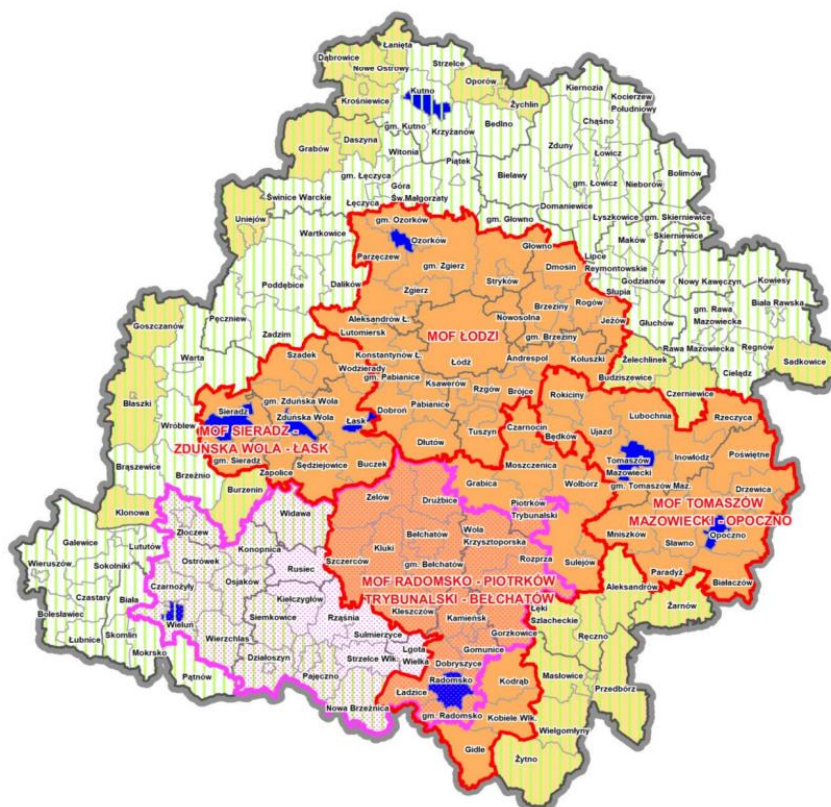 Łanięta
Dąbrowice
Nowe Ostrowy
Strzelce
Kutno
Oporów
Krośniewice
Żychlin
Kiernozia
Kocierzew
Południowy
gm. Kutno
Bedlno
Krzyżanów
Chąśno
Daszyna
Zduny
Grabów
Witonia
Łowicz
Piątek
Bolimów
gm. Łęczyca
Bielawy
gm. Łowicz
Nieborów
Góra
Św.Małgorzaty
Świnice Warckie
Łęczyca
Domaniewice
Uniejów
gm. Ozorków
gm. Głowno
Łyszkowice
gm. Skierniewice
Wartkowice
Ozorków
Maków
Skierniewice
Parzęczew
Głowno
Lipce
Reymontowskie
gm. Zgierz
Dmosin
Nowy Kawęczyn
Kowiesy
Dalików
Stryków
Godzianów
Poddębice
Zgierz
Słupia
Biała Rawska
Pęczniew
Brzeziny
Rogów
gm. Rawa
Mazowiecka
Goszczanów
Aleksandrów Ł.
Nowosolna
Jeżów
Głuchów
Zadzim
Lutomiersk
gm. Brzeziny
Regnów
MOF ŁODZI
Rawa Mazowiecka
Szadek
Konstantynów Ł.
Andrespol
Koluszki
Żelechlinek
Sadkowice
Warta
Wodzierady
Łódź
Cielądz
gm. Pabianice
Budziszewice
Błaszki
Ksawerów
Rzgów
Brójce
gm. Zduńska Wola
Rokiciny
Czerniewice
Sieradz
Zduńska Wola
Łask
Dobroń
Pabianice
Rzeczyca
Wróblew
MOF SIERADZ -
ZDUŃSKA WOLA - ŁASK
Tuszyn
Czarnocin
Ujazd
Lubochnia
Dłutów
Będków
gm. Sieradz
Sędziejowice
Buczek
Moszczenica
Tomaszów
Mazowiecki
Inowłódz
Poświętne
Brąszewice
Brzeźnio
Zapolice
Grabica
Wolbórz
gm. Tomaszów Maz.
Zelów
Drużbice
Piotrków
Trybunalski
Drzewica
Burzenin
MOF TOMASZÓW
MAZOWIECKI - OPOCZNO
Klonowa
Widawa
Złoczew
Bełchatów
Wola
Krzysztoporska
Mniszków
Sławno
Opoczno
Galewice
Lututów
Konopnica
Kluki
Szczerców
gm. Bełchatów
Rozprza
Sulejów
Wieruszów
Ostrówek
Rusiec
Paradyż
Białaczów
Sokolniki
Osjaków
MOF RADOMSKO - PIOTRKÓW
TRYBUNALSKI - BEŁCHATÓW
Aleksandrów
Czastary
Biała
Czarnożyły
Kiełczygłów
Żarnów
Bolesławiec
Wieluń
Siemkowice
Rząśnia
Kleszczów
Kamieńsk
Łęki
Szlacheckie
Ręczno
Łubnice
Skomlin
Wierzchlas
Sulmierzyce
Gorzkowice
Mokrsko
Działoszyn
Lgota
Wielka
Gomunice
Przedbórz
Strzelce Wlk.
Dobryszyce
Masłowice
Pątnów
Pajęczno
Radomsko
Kodrąb
Ładzice
Nowa Brzeźnica
gm. Radomsko
Kobiele Wlk.
Wielgomłyny
Gidle
Żytno